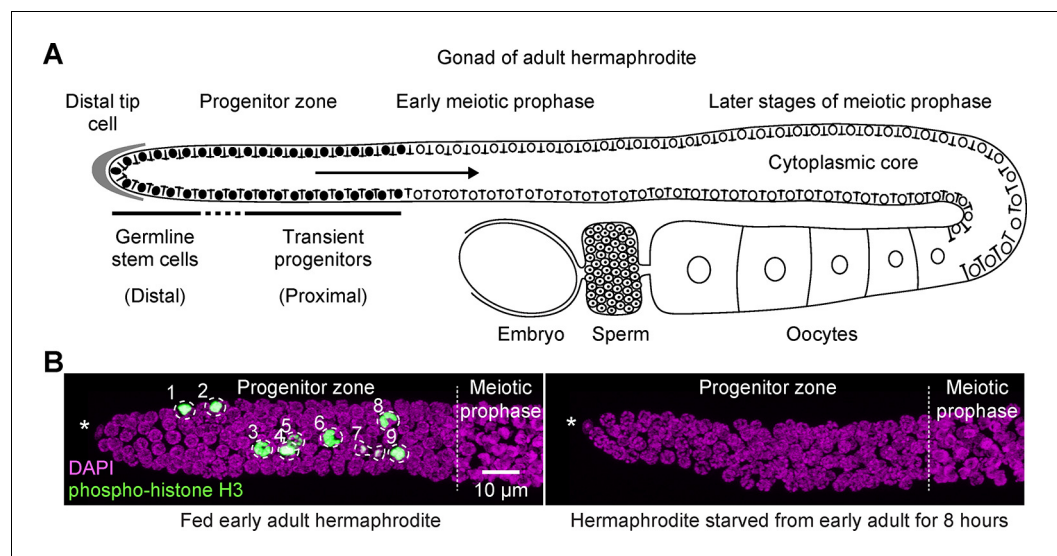 A
Gonad of adult hermaphrodite
Distal tip
cell
Progenitor zone
Early meiotic prophase
Later stages of meiotic prophase
Cytoplasmic core
Germline
stem cells
(Distal)
Transient
progenitors
(Proximal)
Embryo
Sperm
Oocytes
B
Progenitor zone
Meiotic
prophase
1
2
3
4
5
6
7
8
9
*
DAPI
phospho-histone H3
10 μm
Fed early adult hermaphrodite
Progenitor zone
Meiotic
prophase
*
Hermaphrodite starved from early adult for 8 hours